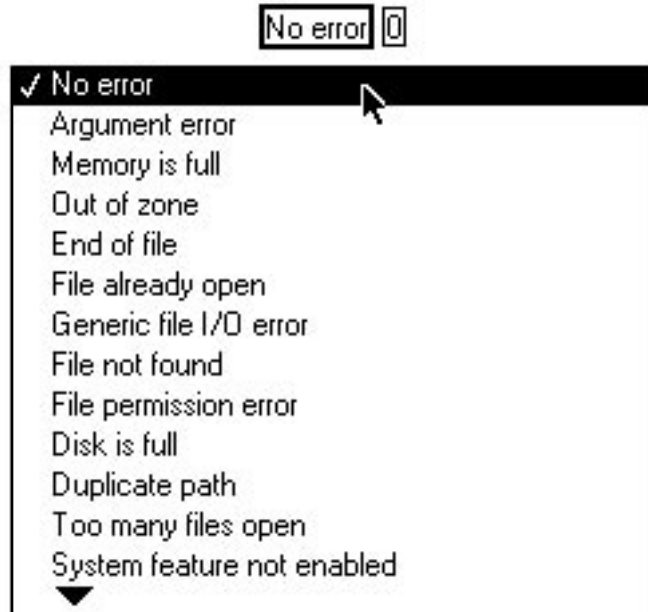 No error 0
✓ No error
Argument error
Memory is full
Out of zone
End of file
File already open
Generic file I/O error
File not found
File permission error
Disk is full
Duplicate path
Too many files open
System feature not enabled